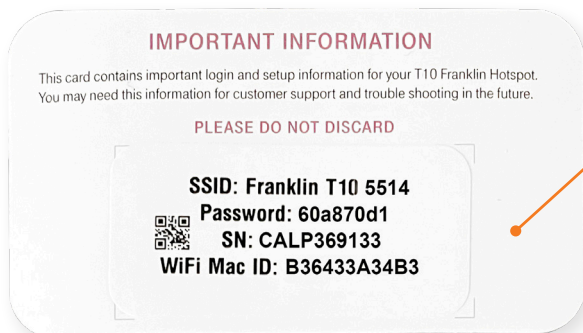 IMPORTANT INFORMATION
This card contains important login and setup information for your T10 Franklin Hotspot.
You may need this information for customer support and trouble shooting in the future.
PLEASE DO NOT DISCARD
SSID: Franklin T10 5514
Password: 60a870d1
SN: CALP369133
WiFi Mac ID: B36433A34B3